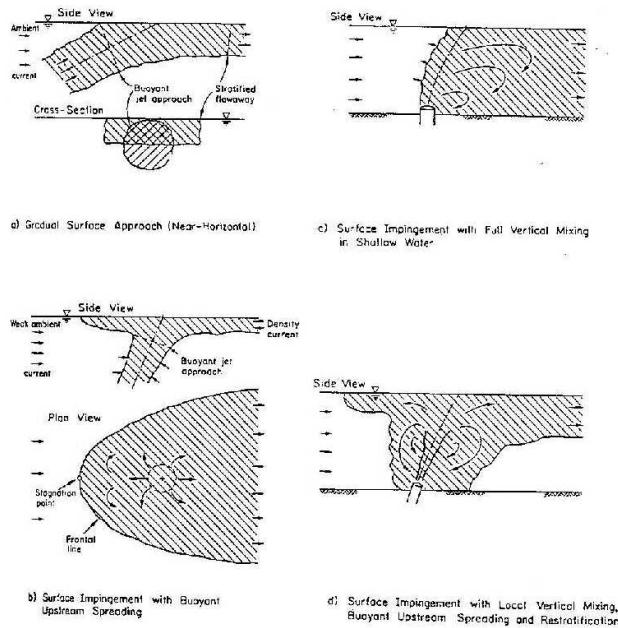 Side View
Ambient
current
Buoyant
jet approach
Stratified
flowaway
Cross-Section
a) Gradual Surface Approach (Near-Horizontal)
Side View
c) Surface Impingement with Full Vertical Mixing
in Shallow Water
Side View
Weak ambient
current
Density
current
Buoyant jet
approach
Plan View
Stagnation
point
Frontal
line
b) Surface Impingement with Buoyant
Upstream Spreading
Side View
d) Surface Impingement with Local Vertical Mixing,
Buoyant Upstream Spreading and Restratification